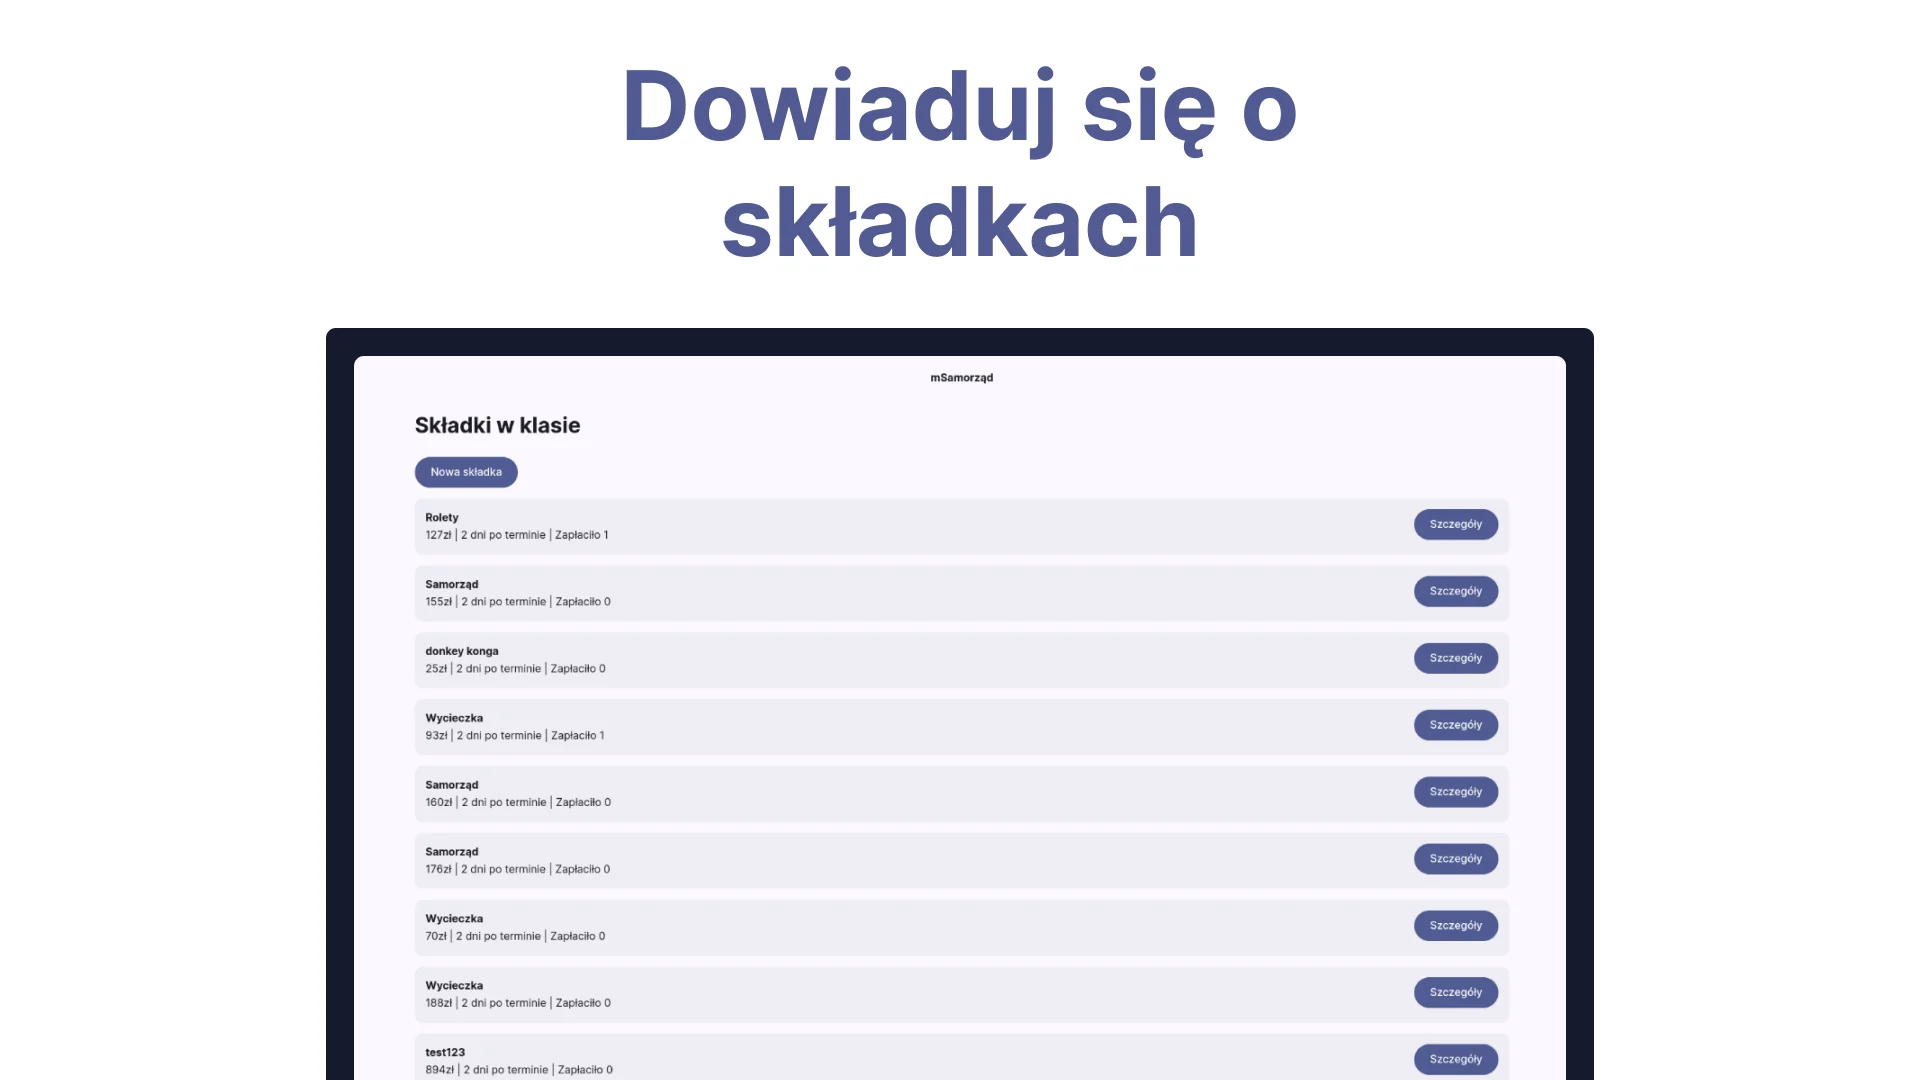 Dowiaduj się o
składkach
mSamorząd
Składki w klasie
Nowa składka
Rolety
127zł | 2 dni po terminie | Zapłaciło 1
Szczegóły
Samorząd
155zł | 2 dni po terminie | Zapłaciło 0
Szczegóły
donkey konga
25zł | 2 dni po terminie | Zapłaciło 0
Szczegóły
Wycieczka
93zł | 2 dni po terminie | Zapłaciło 1
Szczegóły
Samorząd
160zł | 2 dni po terminie | Zapłaciło 0
Szczegóły
Samorząd
176zł | 2 dni po terminie | Zapłaciło 0
Szczegóły
Wycieczka
70zł | 2 dni po terminie | Zapłaciło 0
Szczegóły
Wycieczka
188zł | 2 dni po terminie | Zapłaciło 0
Szczegóły
test123
894zł | 2 dni po terminie | Zapłaciło 0
Szczegóły